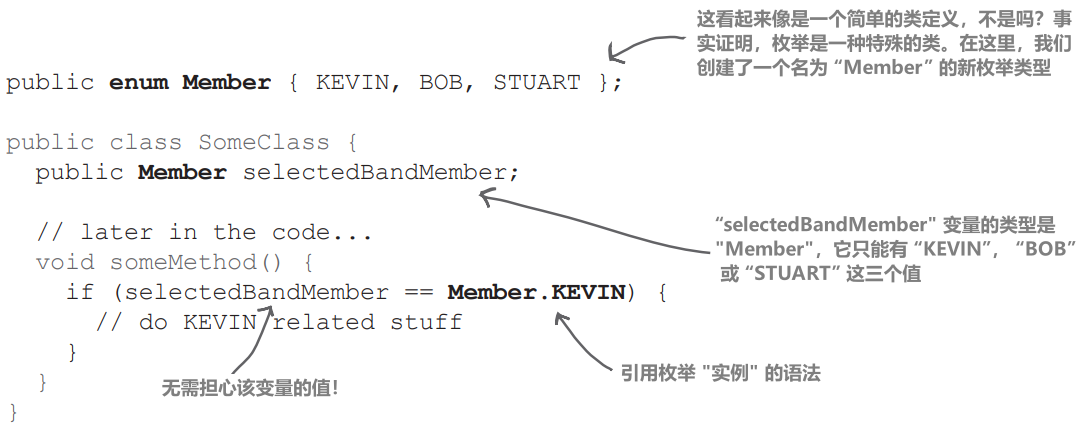 这看起来像是一个简单的类定义，不是吗？事
实证明，枚举是一种特殊的类。在这里，我们
创建了一个名为 “Member” 的新枚举类型
public enum Member { KEVIN, BOB, STUART };
public class SomeClass {
public Member selectedBandMember;
“selectedBandMember" 变量的类型是
"Member"，它只能有 “KEVIN”， “BOB”
或 “STUART” 这三个值
// later in the code...
void someMethod() {
if (selectedBandMember == Member.KEVIN) {
// do KEVIN related stuff
}
引用枚举 "实例" 的语法
无需担心该变量的值！
}
}